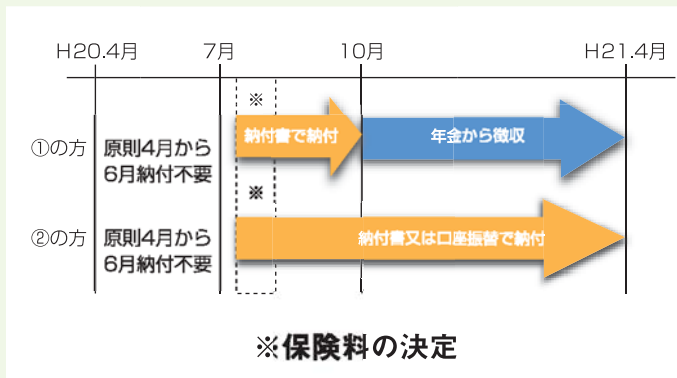 H20.4月 7月 10月 H21.4月
※
①の方
原則4月から
6月納付不要
納付書で納付
年金から徴収
※
②の方
原則4月から
6月納付不要
納付書又は口座振替で納付
※保険料の決定